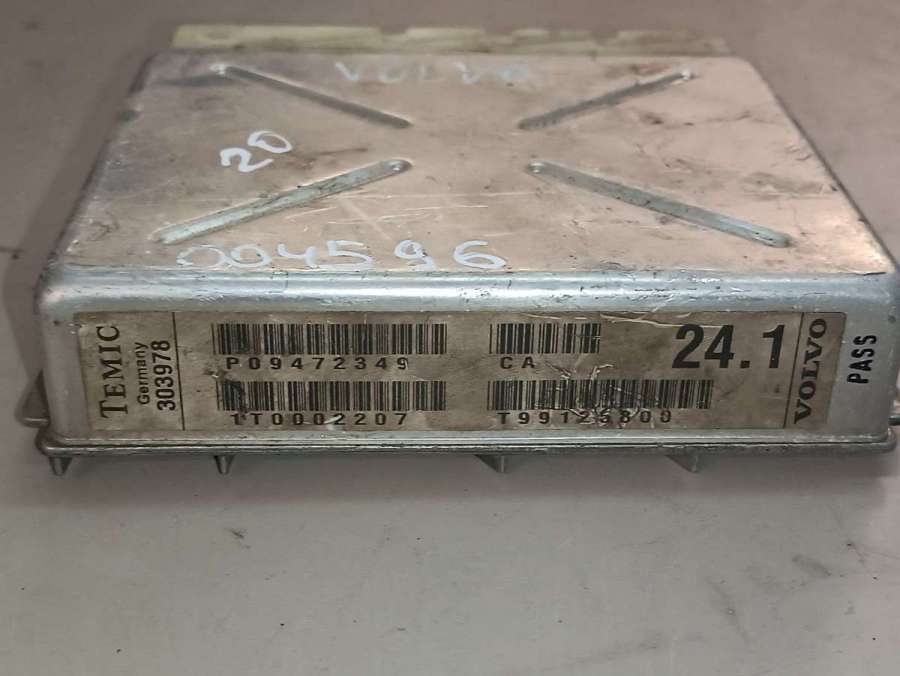 VOLVO
20
004596
TEMIC
Germany
303978
P09472349
CA
24.1
1T0002207
VOLVO
PASS